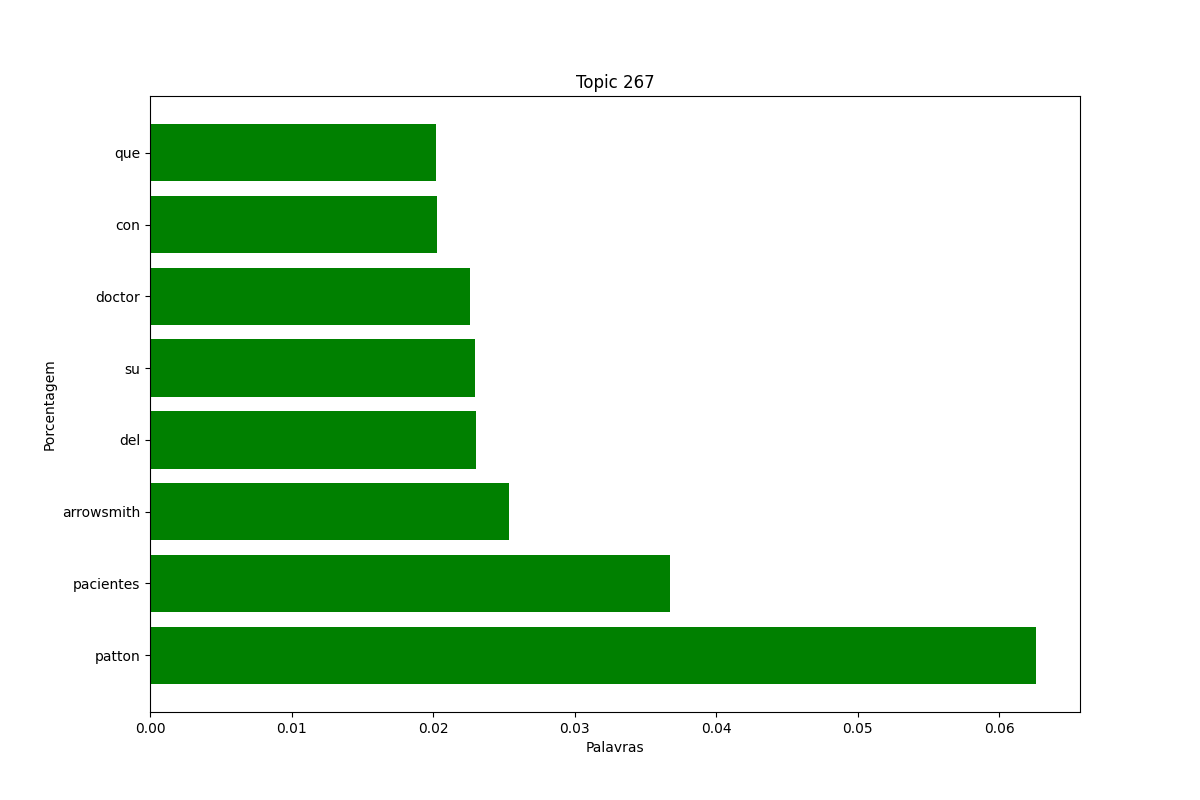 Topic 267
que
con
doctor
su
del
arrowsmith
pacientes
patton
Porcentagem
0.00 0.01 0.02 0.03 0.04 0.05 0.06
Palavras